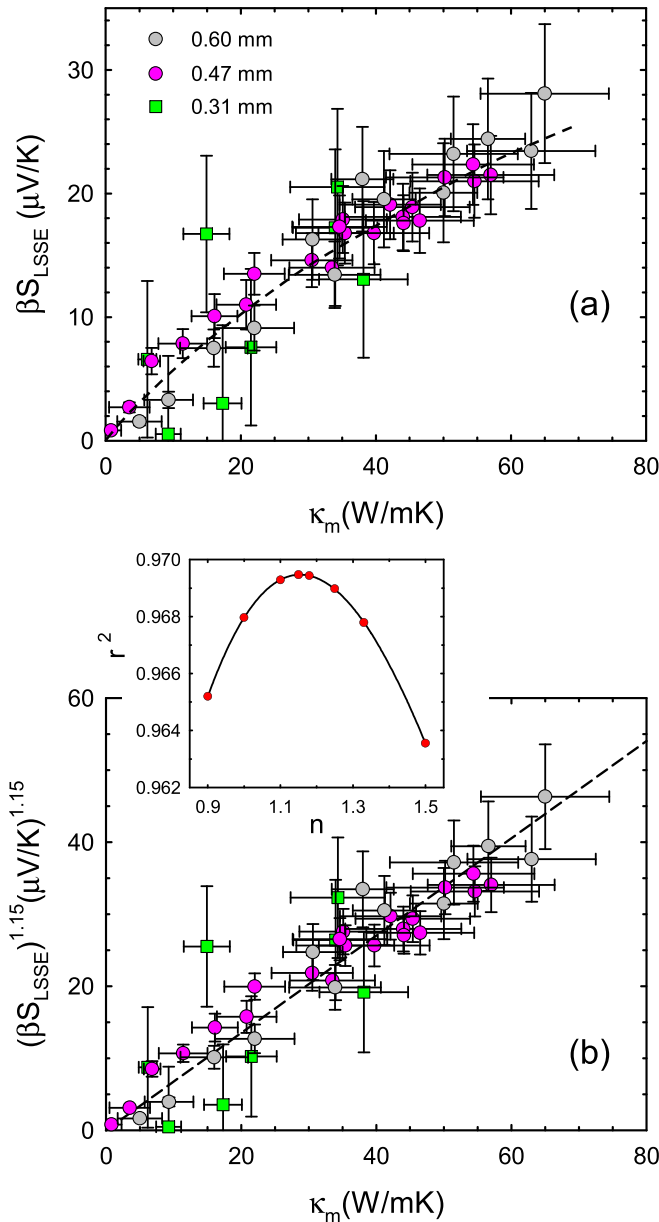 30
20
10
0
βS_LSSE (μV/K)
0.60 mm
0.47 mm
0.31 mm
(a)
0 20 40 60 80
κ_m(W/mK)
0.970
0.968
0.966
0.964
0.962
r²
0.9 1.1 1.3 1.5
n
60
40
20
0
(βS_LSSE)^1.15(μV/K)^1.15
(b)
0 20 40 60 80
κ_m(W/mK)